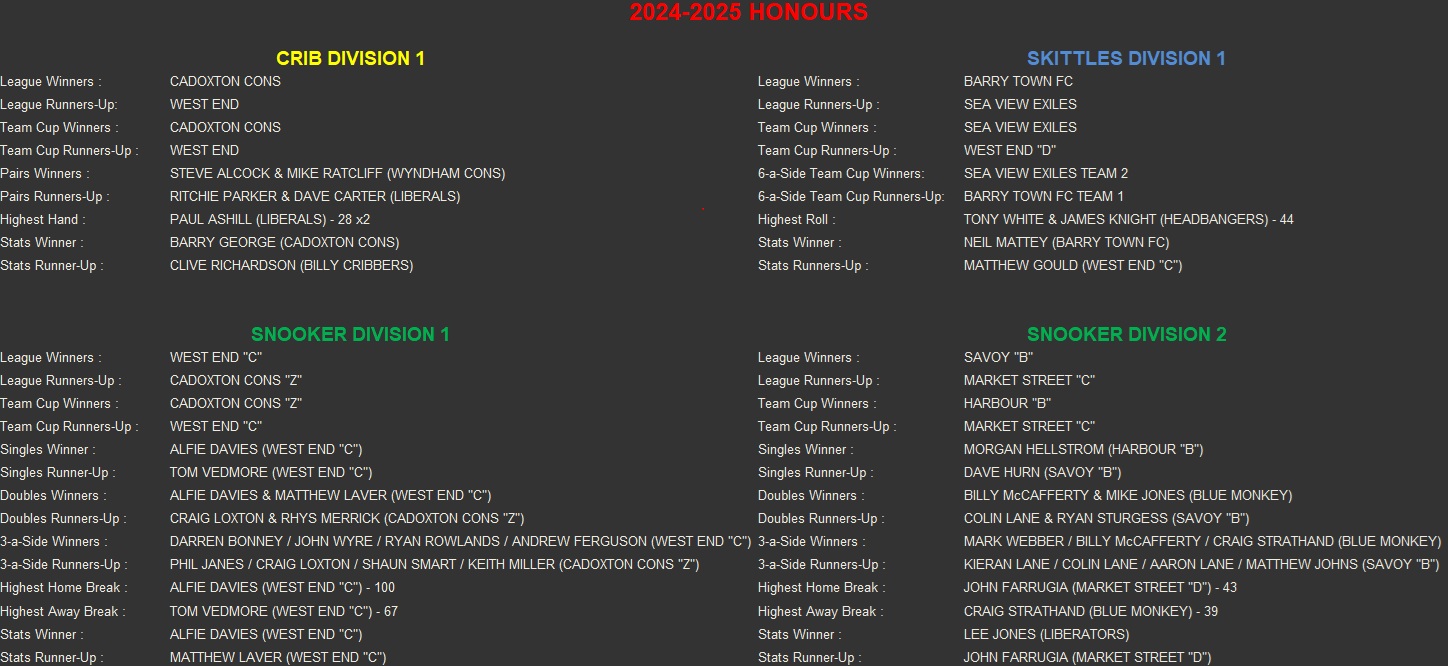 2024-2025 HONOURS
CRIB DIVISION 1
League Winners : CADOXTON CONS
League Runners-Up: WEST END
Team Cup Winners : CADOXTON CONS
Team Cup Runners-Up : WEST END
Pairs Winners : STEVE ALCOCK & MIKE RATCLIFF (WYNDHAM CONS)
Pairs Runners-Up : RITCHIE PARKER & DAVE CARTER (LIBERALS)
Highest Hand : PAUL ASHILL (LIBERALS) - 28 x2
Stats Winner : BARRY GEORGE (CADOXTON CONS)
Stats Runner-Up : CLIVE RICHARDSON (BILLY CRIBBERS)
SKITTLES DIVISION 1
League Winners : BARRY TOWN FC
League Runners-Up : SEA VIEW EXILES
Team Cup Winners : SEA VIEW EXILES
Team Cup Runners-Up : WEST END "D"
6-a-Side Team Cup Winners: SEA VIEW EXILES TEAM 2
6-a-Side Team Cup Runners-Up: BARRY TOWN FC TEAM 1
Highest Roll : TONY WHITE & JAMES KNIGHT (HEADBANGERS) - 44
Stats Winner : NEIL MATTEY (BARRY TOWN FC)
Stats Runners-Up : MATTHEW GOULD (WEST END "C")
SNOOKER DIVISION 1
League Winners : WEST END "C"
League Runners-Up : CADOXTON CONS "Z"
Team Cup Winners : CADOXTON CONS "Z"
Team Cup Runners-Up : WEST END "C"
Singles Winner : ALFIE DAVIES (WEST END "C")
Singles Runner-Up : TOM VEDMORE (WEST END "C")
Doubles Winners : ALFIE DAVIES & MATTHEW LAVER (WEST END "C")
Doubles Runners-Up : CRAIG LOXTON & RHYS MERRICK (CADOXTON CONS "Z")
3-a-Side Winners : DARREN BONNEY / JOHN WYRE / RYAN ROWLANDS / ANDREW FERGUSON (WEST END "C")
3-a-Side Runners-Up : PHIL JANES / CRAIG LOXTON / SHAUN SMART / KEITH MILLER (CADOXTON CONS "Z")
Highest Home Break : ALFIE DAVIES (WEST END "C") - 100
Highest Away Break : TOM VEDMORE (WEST END "C") - 67
Stats Winner : ALFIE DAVIES (WEST END "C")
Stats Runner-Up : MATTHEW LAVER (WEST END "C")
SNOOKER DIVISION 2
League Winners : SAVOY "B"
League Runners-Up : MARKET STREET "C"
Team Cup Winners : HARBOUR "B"
Team Cup Runners-Up : MARKET STREET "C"
Singles Winner : MORGAN HELLSTROM (HARBOUR "B")
Singles Runner-Up : DAVE HURN (SAVOY "B")
Doubles Winners : BILLY McCAFFERTY & MIKE JONES (BLUE MONKEY)
Doubles Runners-Up : COLIN LANE & RYAN STURGESS (SAVOY "B")
3-a-Side Winners : MARK WEBBER / BILLY McCAFFERTY / CRAIG STRATHAND (BLUE MONKEY)
3-a-Side Runners-Up : KIERAN LANE / COLIN LANE / AARON LANE / MATTHEW JOHNS (SAVOY "B")
Highest Home Break : JOHN FARRUGIA (MARKET STREET "D") - 43
Highest Away Break : CRAIG STRATHAND (BLUE MONKEY) - 39
Stats Winner : LEE JONES (LIBERATORS)
Stats Runner-Up : JOHN FARRUGIA (MARKET STREET "D")